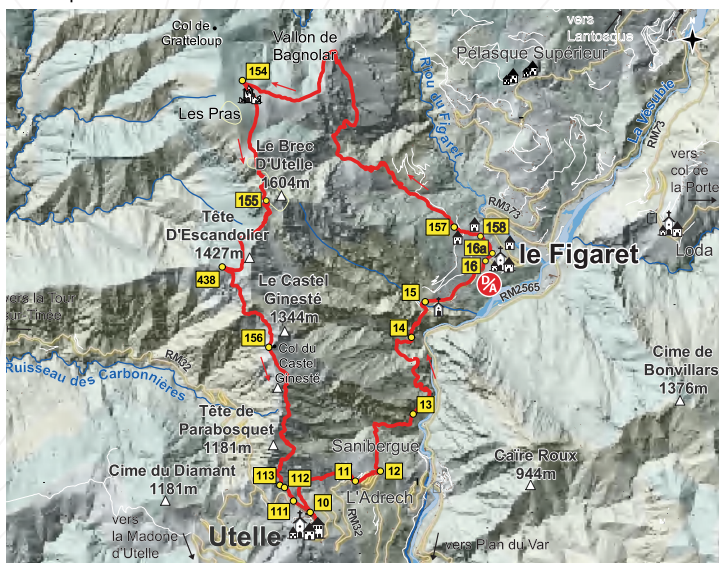 Col de
Gratteloup
Vallon de
Bagnolar
vers
Lantosque
Pélasque Supérieur
154
Les Pras
Riou du Figaret
La Vésubie
RM73
Le Brec
D'Utelle
1604m
vers
col de
la Porte
155
RM373
Tête
D'Escandolier
1427m
157
158
16a
16
le Figaret
Loda
D/A
438
RM2565
vers la Tour
sur Tinée
Le Castel
Ginesté
1344m
15
14
156
RM32
Col du
Castel
Ginesté
Ruisseau des Carbonnières
Cime de
Bonvillars
1376m
Tête de
Parabosquet
1181m
13
Sanibergue
Caïre Roux
944m
Cime du Diamant
1181m
113
112
11
12
L'Adrech
111
10
RM32
Utelle
vers
la Madone
d'Utelle
vers Plan du Var